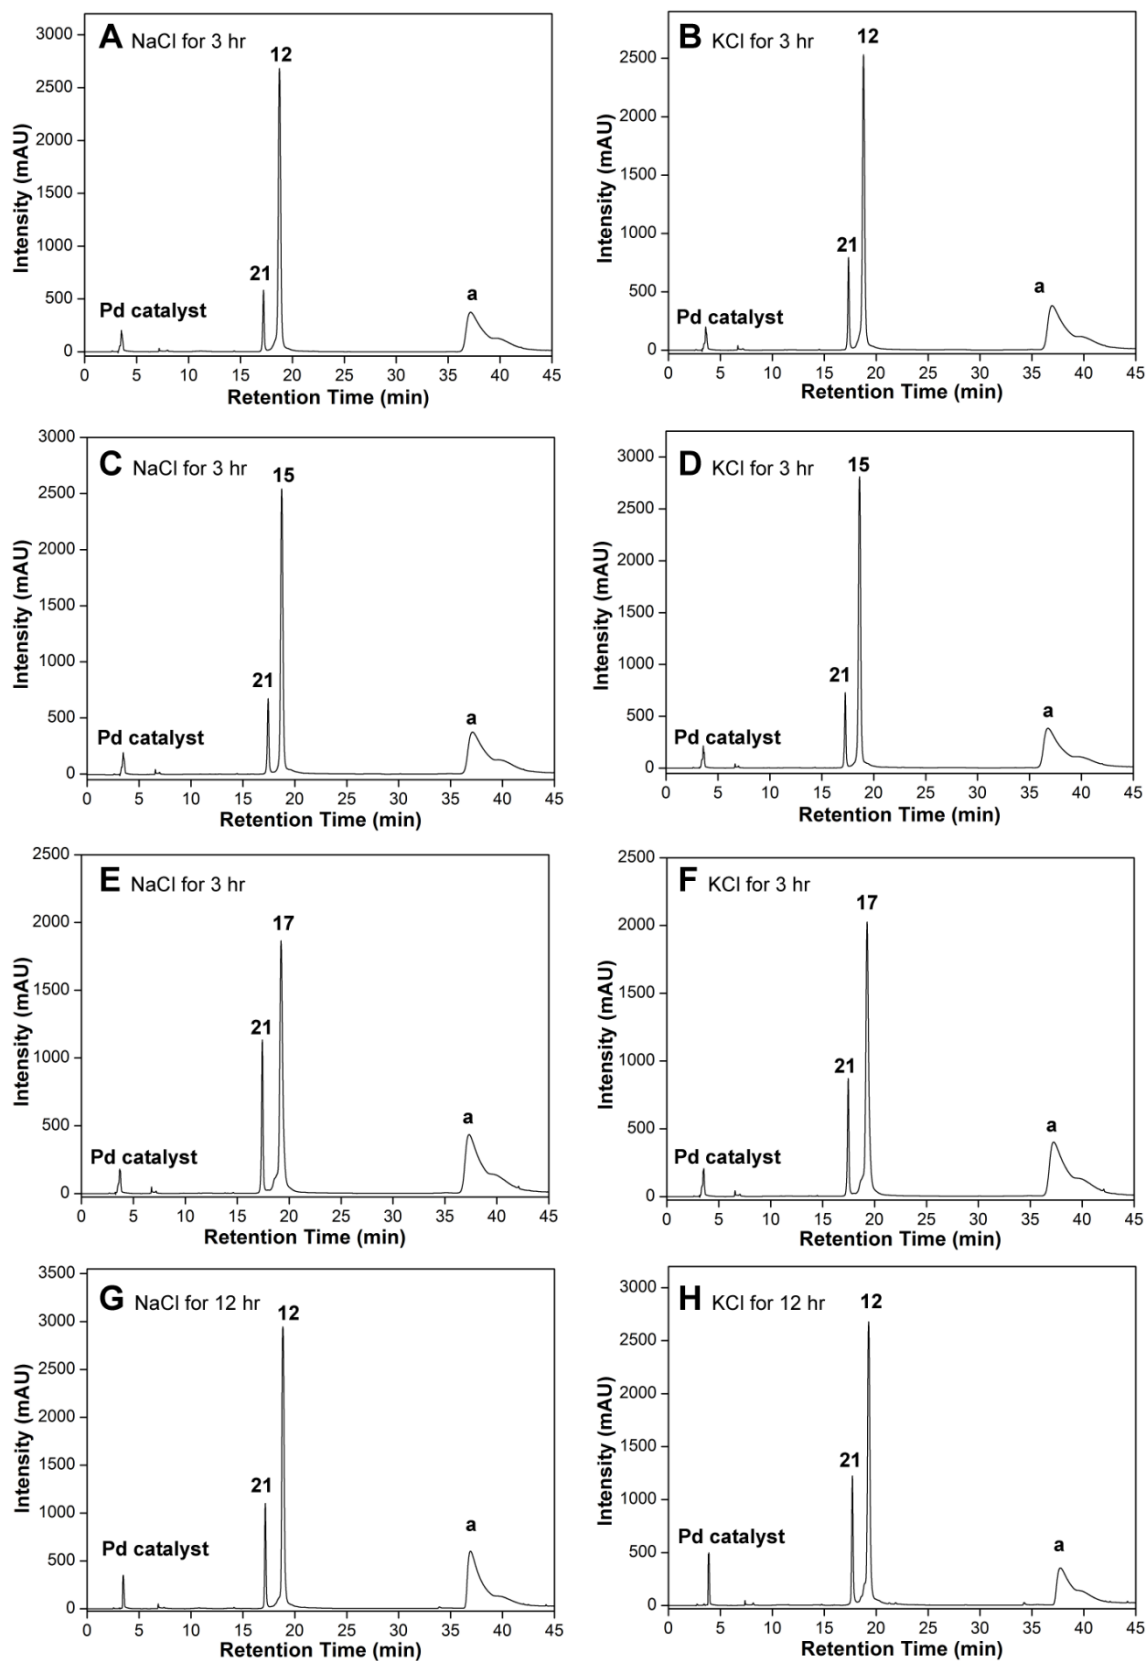 A NaCl for 3 hr
3000
2500
2000
1500
1000
500
0
Intensity (mAU)
12
21
Pd catalyst
a
0 5 10 15 20 25 30 35 40 45
Retention Time (min)
B KCl for 3 hr
2500
2000
1500
1000
500
0
Intensity (mAU)
12
21
Pd catalyst
a
0 5 10 15 20 25 30 35 40 45
Retention Time (min)
C NaCl for 3 hr
3000
2500
2000
1500
1000
500
0
Intensity (mAU)
15
21
Pd catalyst
a
0 5 10 15 20 25 30 35 40 45
Retention Time (min)
D KCl for 3 hr
3000
2500
2000
1500
1000
500
0
Intensity (mAU)
15
21
Pd catalyst
a
0 5 10 15 20 25 30 35 40 45
Retention Time (min)
E NaCl for 3 hr
2500
2000
1500
1000
500
0
Intensity (mAU)
17
21
Pd catalyst
a
0 5 10 15 20 25 30 35 40 45
Retention Time (min)
F KCl for 3 hr
2500
2000
1500
1000
500
0
Intensity (mAU)
17
21
Pd catalyst
a
0 5 10 15 20 25 30 35 40 45
Retention Time (min)
G NaCl for 12 hr
3500
3000
2500
2000
1500
1000
500
0
Intensity (mAU)
12
21
Pd catalyst
a
0 5 10 15 20 25 30 35 40 45
Retention Time (min)
H KCl for 12 hr
3000
2500
2000
1500
1000
500
0
Intensity (mAU)
12
21
Pd catalyst
a
0 5 10 15 20 25 30 35 40 45
Retention Time (min)